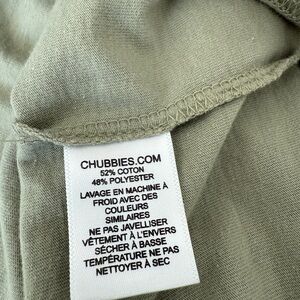 CHUBBIES.COM
52% COTON
48% POLYESTER
LAVAGE EN MACHINE À
FROID AVEC DES
COULEURS
SIMILAIRES
NE PAS JAVELLISER
VÊTEMENT À L'ENVERS
SÉCHER À BASSE
TEMPÉRATURE NE PAS
NETTOYER À SEC